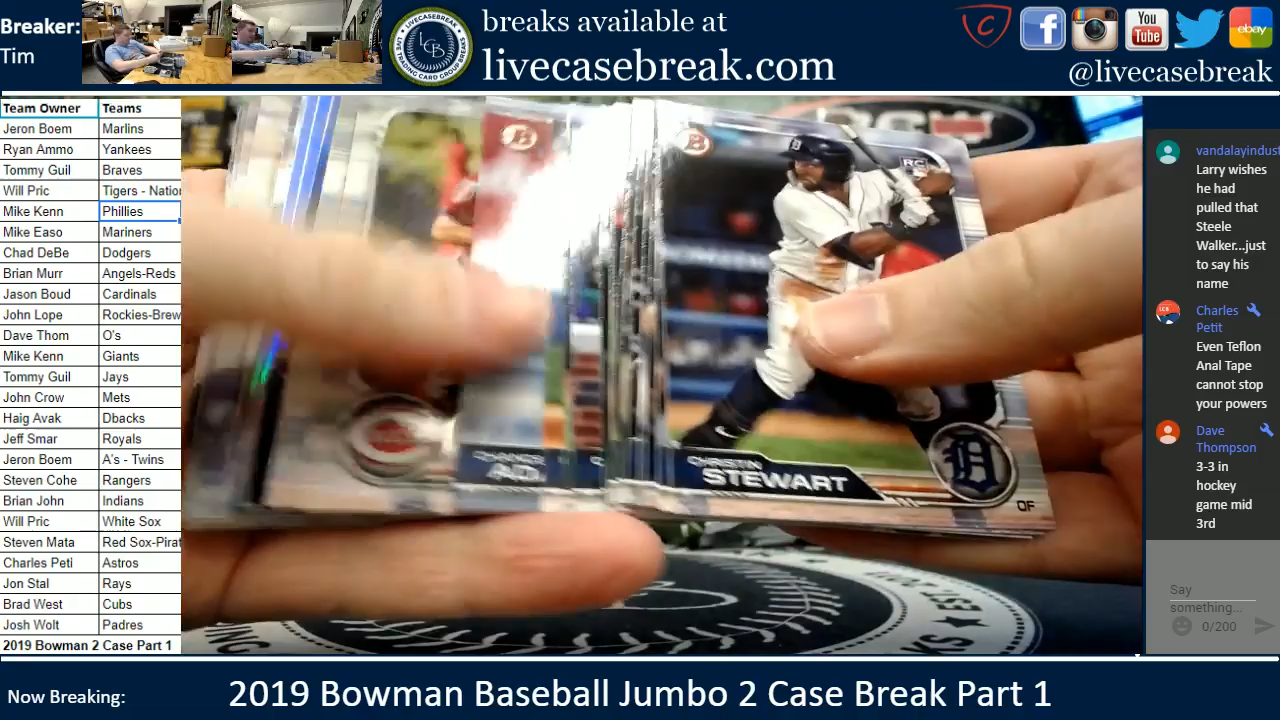 Breaker:
Tim
LCB
breaks available at
livecasebreak.com
You
Tube
ebay
@livecasebreak
Team Owner Teams
Jeron Boem Marlins
Ryan Ammo Yankees
Tommy Guil Braves
Will Pric Tigers - Natio
Mike Kenn Phillies
Mike Easo Mariners
Chad DeBe Dodgers
Brian Murr Angels-Reds
Jason Boud Cardinals
John Lope Rockies-Brew
Dave Thom O's
Mike Kenn Giants
Tommy Guil Jays
John Crow Mets
Haig Avak Dbacks
Jeff Smar Royals
Jeron Boem A's - Twins
Steven Cohe Rangers
Brian John Indians
Will Pric White Sox
Steven Mata Red Sox-Pirat
Charles Peti Astros
Jon Stal Rays
Brad West Cubs
Josh Wolt Padres
2019 Bowman 2 Case Part 1
B
RC
CHRISTIN
STEWART
D
OF
vandalayindust
Larry wishes
he had
pulled that
Steele
Walker...just
to say his
name
Charles
Petit
Even Teflon
Anal Tape
cannot stop
your powers
Dave
Thompson
3-3 in
hockey
game mid
3rd
Say
something...
0/200
Now Breaking:
2019 Bowman Baseball Jumbo 2 Case Break Part 1